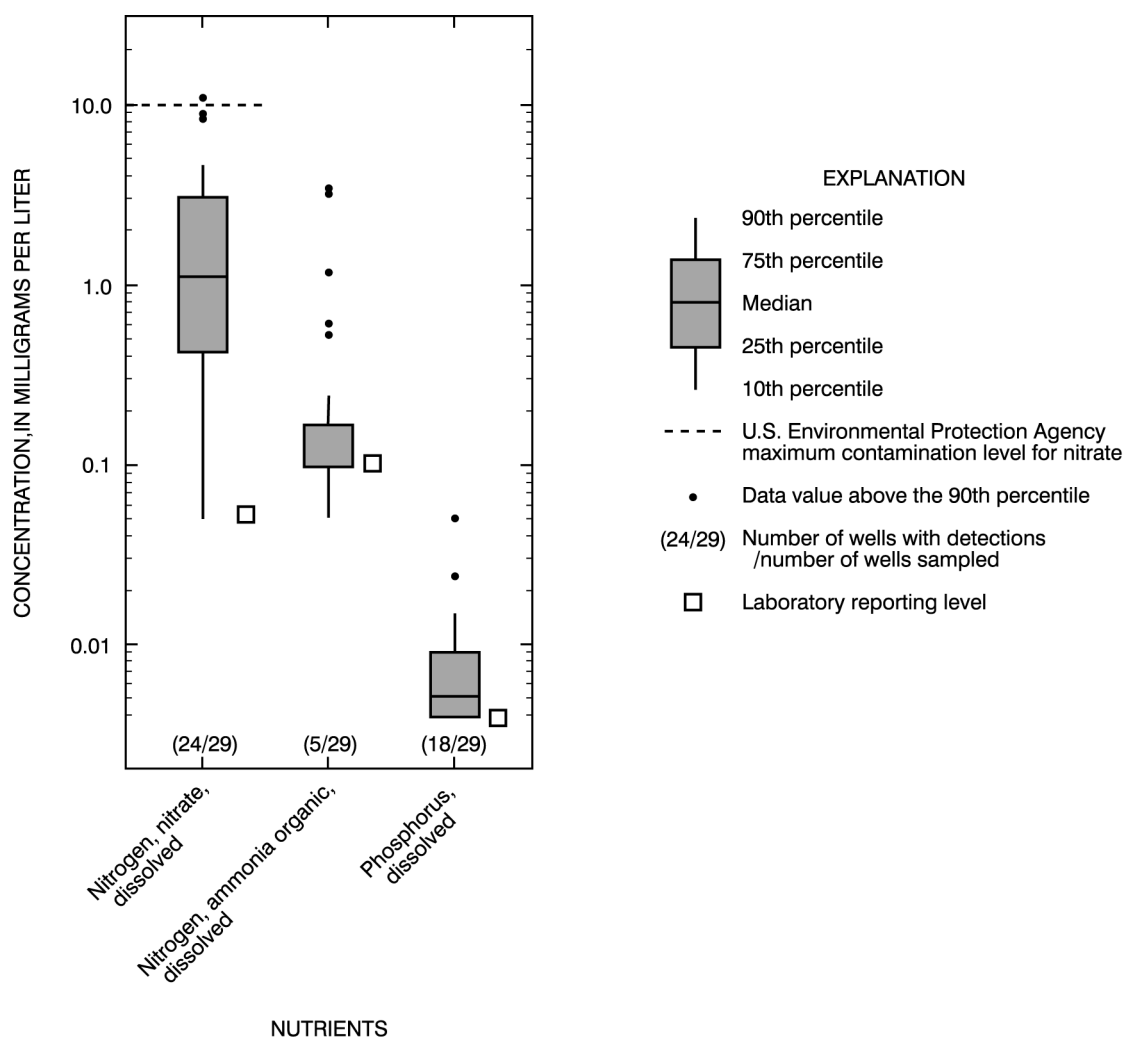 10.0
1.0
0.1
0.01
CONCENTRATION,IN MILLIGRAMS PER LITER
(24/29)
(5/29)
(18/29)
Nitrogen, nitrate,
dissolved
Nitrogen, ammonia organic,
dissolved
Phosphorus,
dissolved
NUTRIENTS
EXPLANATION
90th percentile
75th percentile
Median
25th percentile
10th percentile
U.S. Environmental Protection Agency
maximum contamination level for nitrate
Data value above the 90th percentile
(24/29) Number of wells with detections
/number of wells sampled
Laboratory reporting level